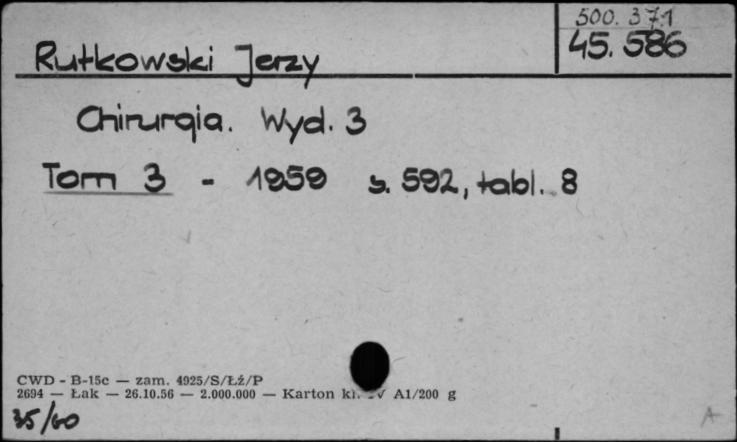 500. 371
45. 586
Rutkowski Jerzy
Chirurgia. Wyd. 3
Tom 3 - 1959 s. 592, tabl. 8
CWD - B-15c — zam. 4925/S/Łź/P
2694 — Łak — 26.10.56 — 2.000.000 — Karton A1/200 g
35/60
A